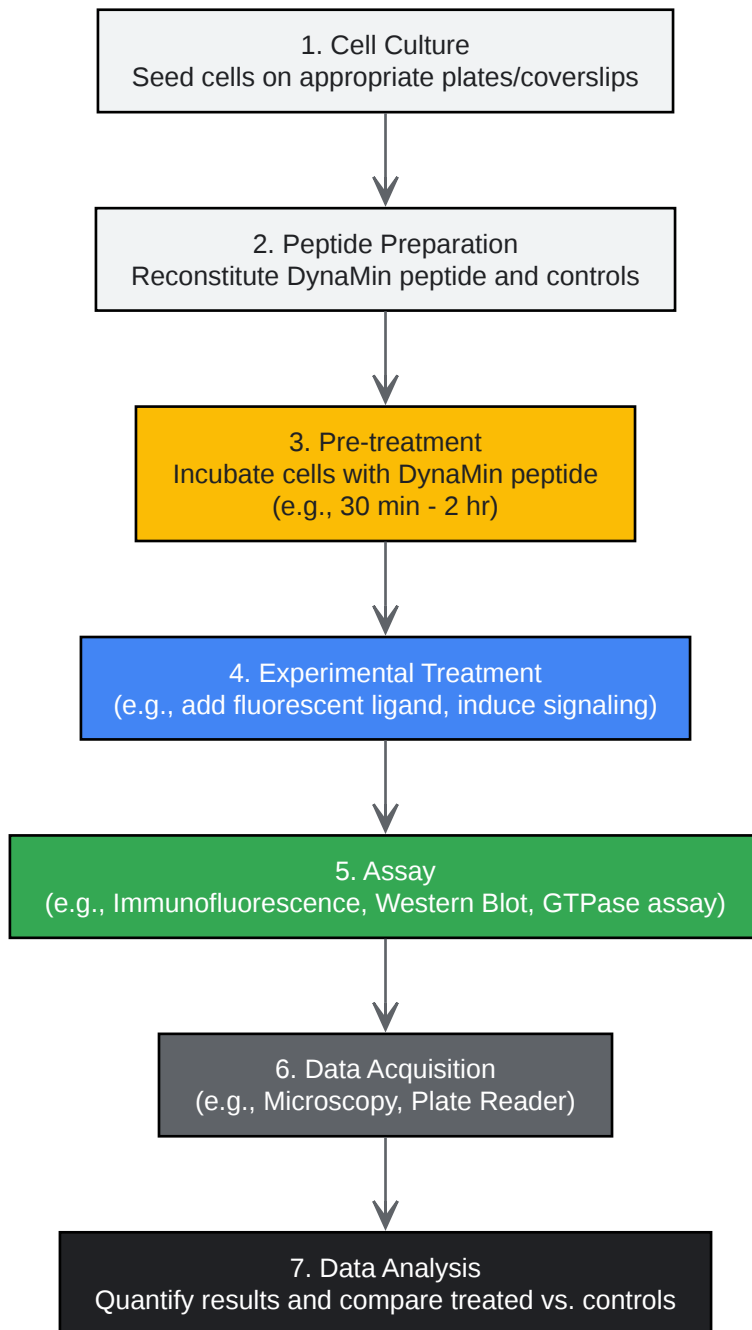 1. Cell Culture
Seed cells on appropriate plates/coverslips
2. Peptide Preparation
Reconstitute DynaMin peptide and controls
3. Pre-treatment
Incubate cells with DynaMin peptide
(e.g., 30 min - 2 hr)
4. Experimental Treatment
(e.g., add fluorescent ligand, induce signaling)
5. Assay
(e.g., Immunofluorescence, Western Blot, GTPase assay)
6. Data Acquisition
(e.g., Microscopy, Plate Reader)
7. Data Analysis
Quantify results and compare treated vs. controls